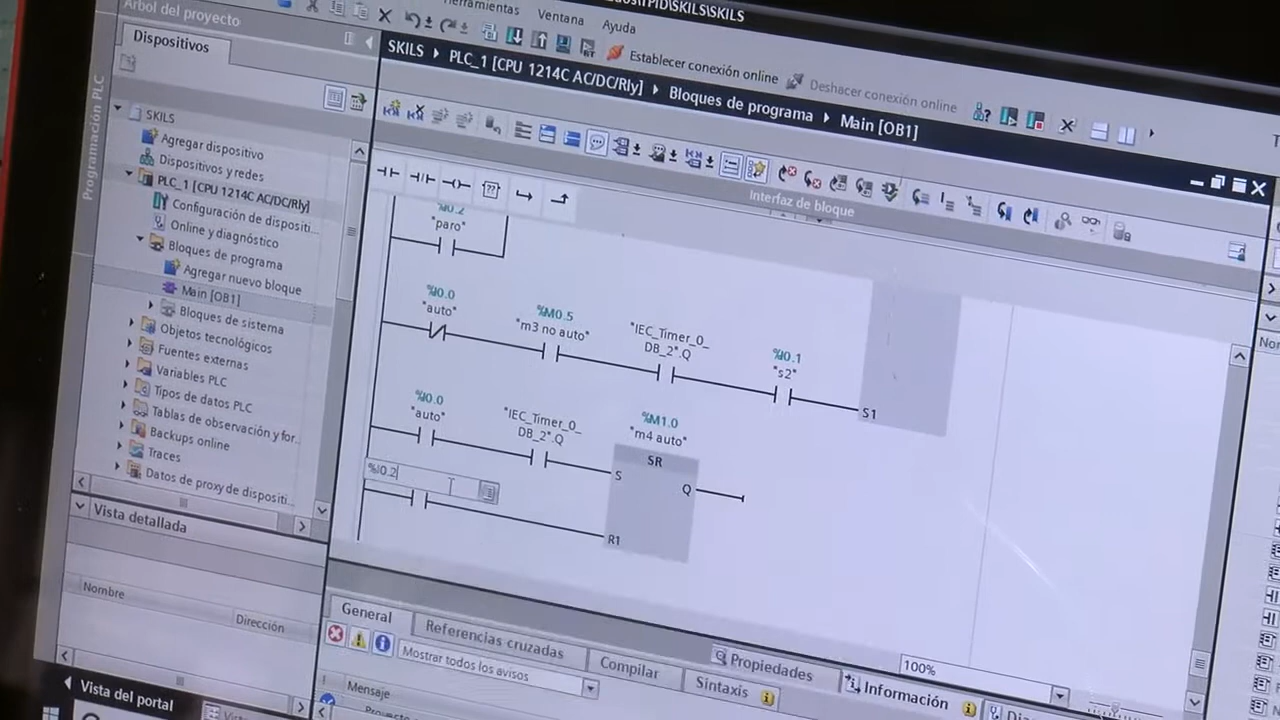 SKILS\SKILS
Herramientas Ventana Ayuda
Establecer conexión online Deshacer conexión online
Árbol del proyecto
Dispositivos
Programación PLC
SKILS
Agregar dispositivo
Dispositivos y redes
PLC_1 [CPU 1214C AC/DC/Rly]
Configuración de dispositi...
Online y diagnóstico
Bloques de programa
Agregar nuevo bloque
Main [OB1]
Bloques de sistema
Objetos tecnológicos
Fuentes externas
Variables PLC
Tipos de datos PLC
Tablas de observación y for...
Backups online
Traces
Datos de proxy de dispositi
Vista detallada
Nombre
Dirección
Vista del portal
SKILS PLC_1 [CPU 1214C AC/DC/Rly] Bloques de programa Main [OB1]
Interfaz de bloque
"paro"
%I0.0
"auto"
%M0.5
"m3 no auto"
"IEC_Timer_0_
DB_2".Q
%I0.1
"s2"
S1
%I0.0
"auto"
"IEC_Timer_0_
DB_2".Q
%M1.0
"m4 auto"
SR
S
Q
%I0.2
R1
100%
General Referencias cruzadas Compilar Sintaxis
Propiedades Información
Mostrar todos los avisos
Mensaje